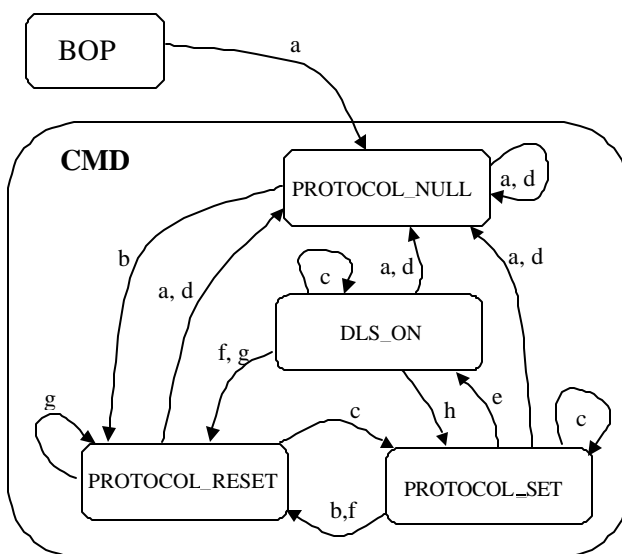 BOP
a
CMD
PROTOCOL_NULL
a, d
b
a, d
c
a, d
a, d
DLS_ON
f, g
h
e
c
g
c
PROTOCOL_RESET
PROTOCOL_SET
b,f